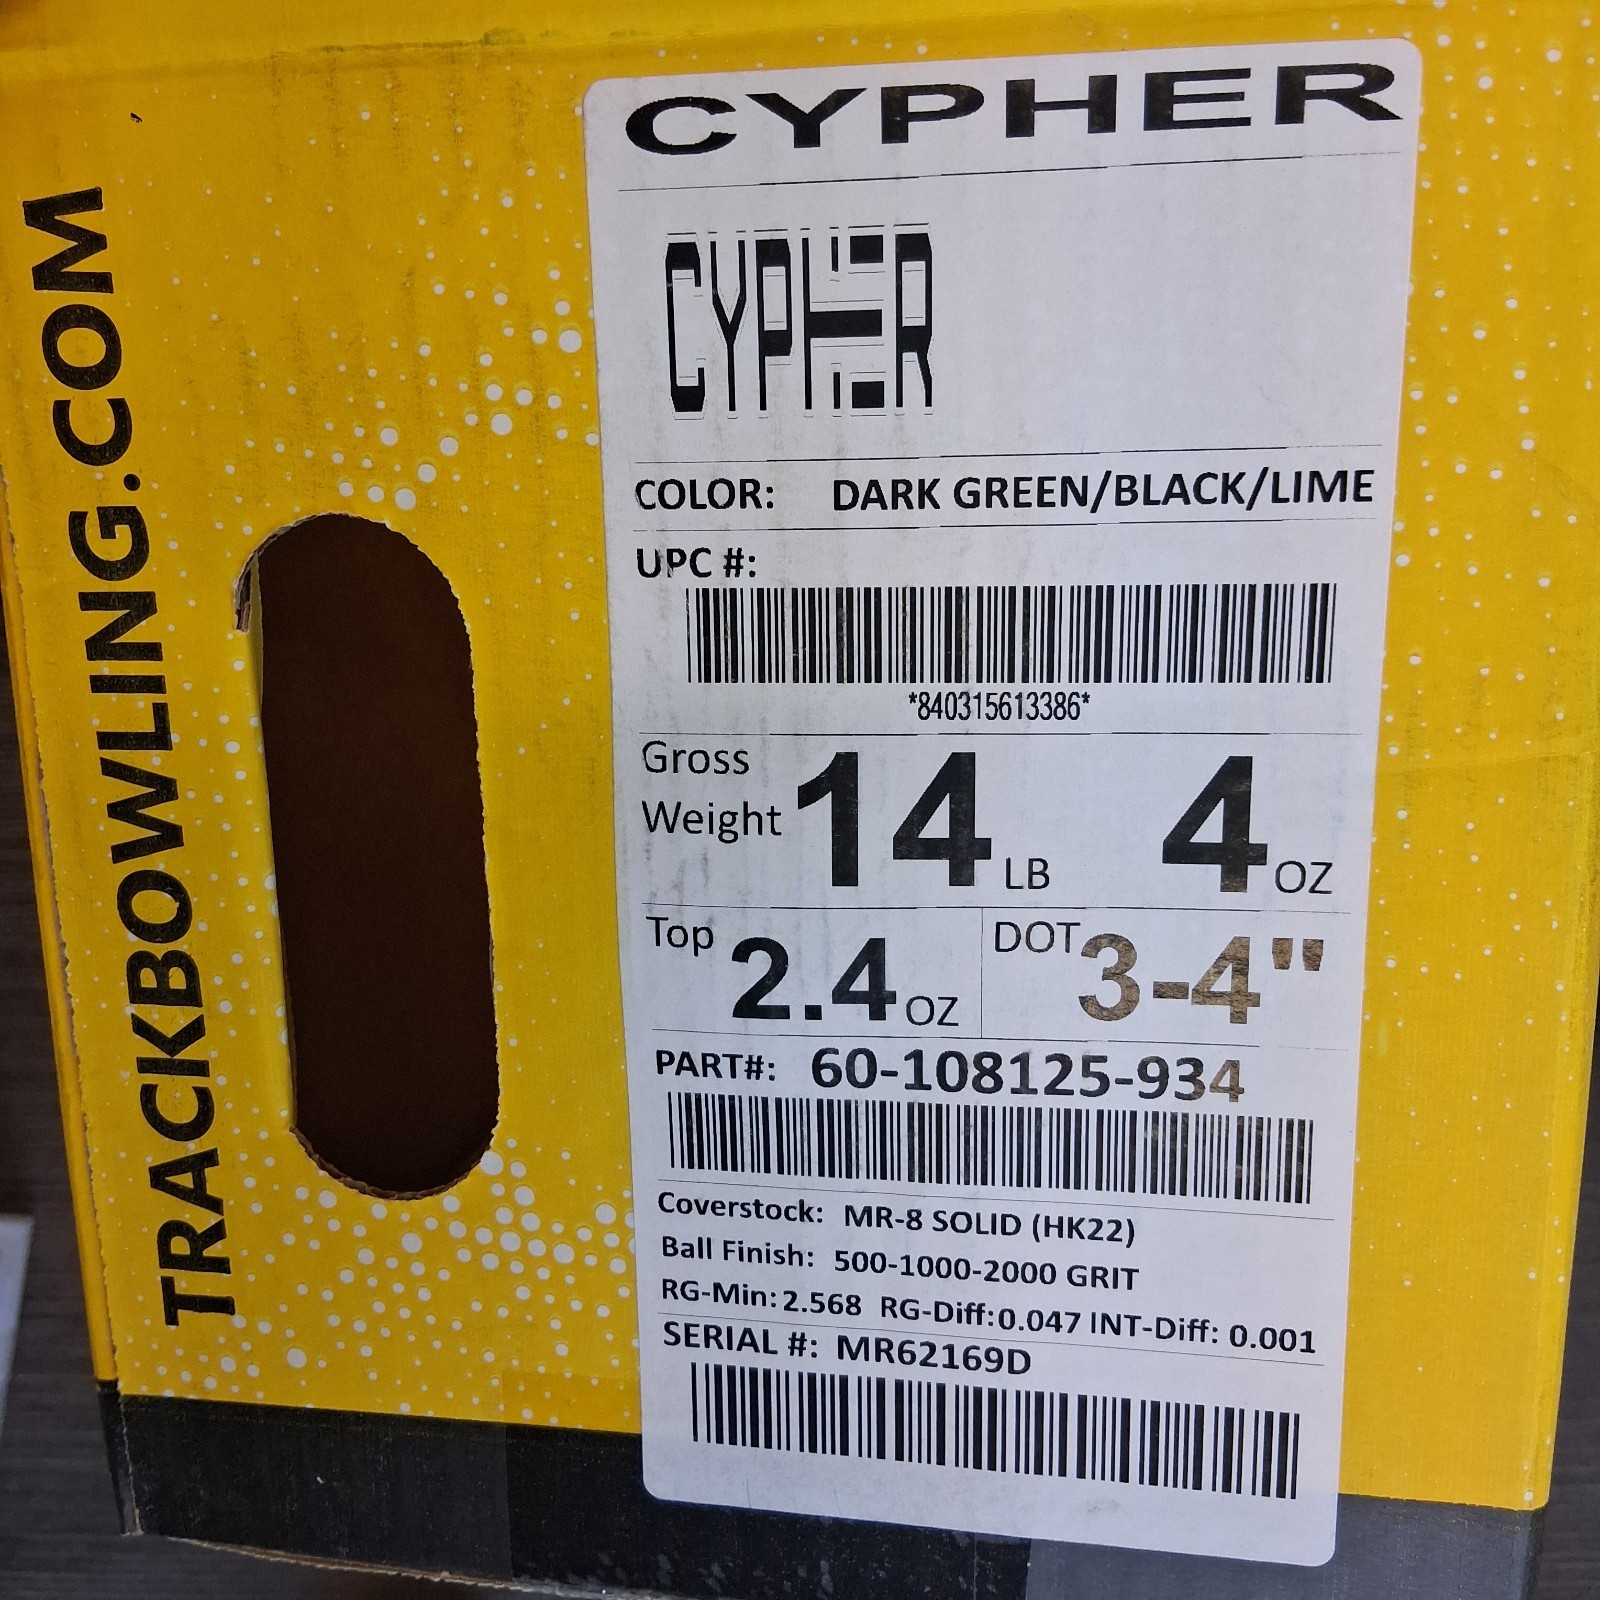 TRACKBOWLING.COM
CYPHER
CYPHER
COLOR: DARK GREEN/BLACK/LIME
UPC #:
*840315613386*
Gross Weight 14 LB 4 OZ
Top 2.4 OZ DOT 3-4"
PART#: 60-108125-934
Coverstock: MR-8 SOLID (HK22)
Ball Finish: 500-1000-2000 GRIT
RG-Min: 2.568 RG-Diff: 0.047 INT-Diff: 0.001
SERIAL #: MR62169D